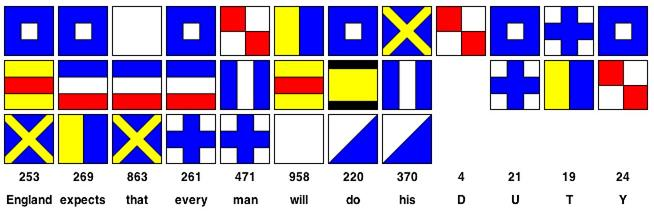 253 269 863 261 471 958 220 370 4 21 19 24
England expects that every man will do his D U T Y